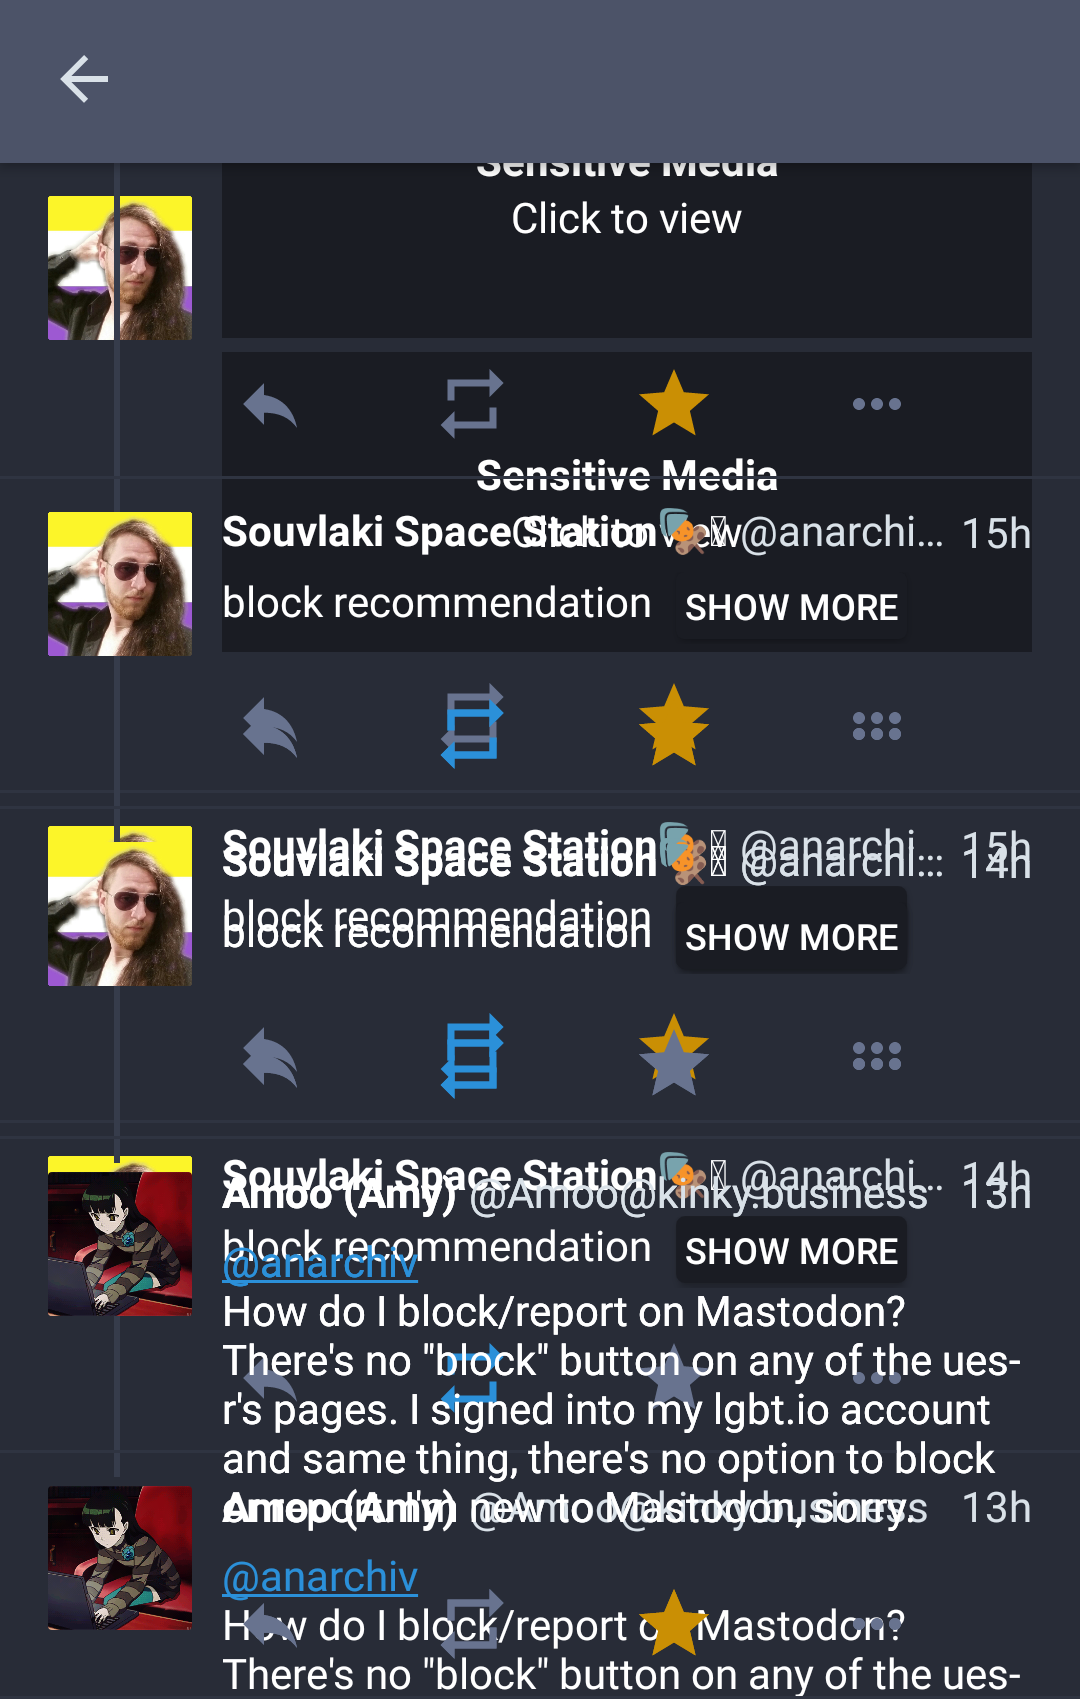 Sensitive Media
Click to view
Sensitive Media
Click to view
Souvlaki Space Station @anarchi... 15h
block recommendation SHOW MORE
Souvlaki Space Station @anarchi... 15h
Souvlaki Space Station @anarchi... 14h
block recommendation
block recommendation SHOW MORE
Souvlaki Space Station @anarchi... 14h
Amoo (Amy) @Amoo@kinky.business 13h
block recommendation SHOW MORE
@anarchiv
How do I block/report on Mastodon?
There's no "block" button on any of the ues-
r's pages. I signed into my lgbt.io account
and same thing, there's no option to block
or report. I'm new to Mastodon, sorry.
Amoo (Amy) @Amoo@kinky.business 13h
@anarchiv
How do I block/report on Mastodon?
There's no "block" button on any of the ues-